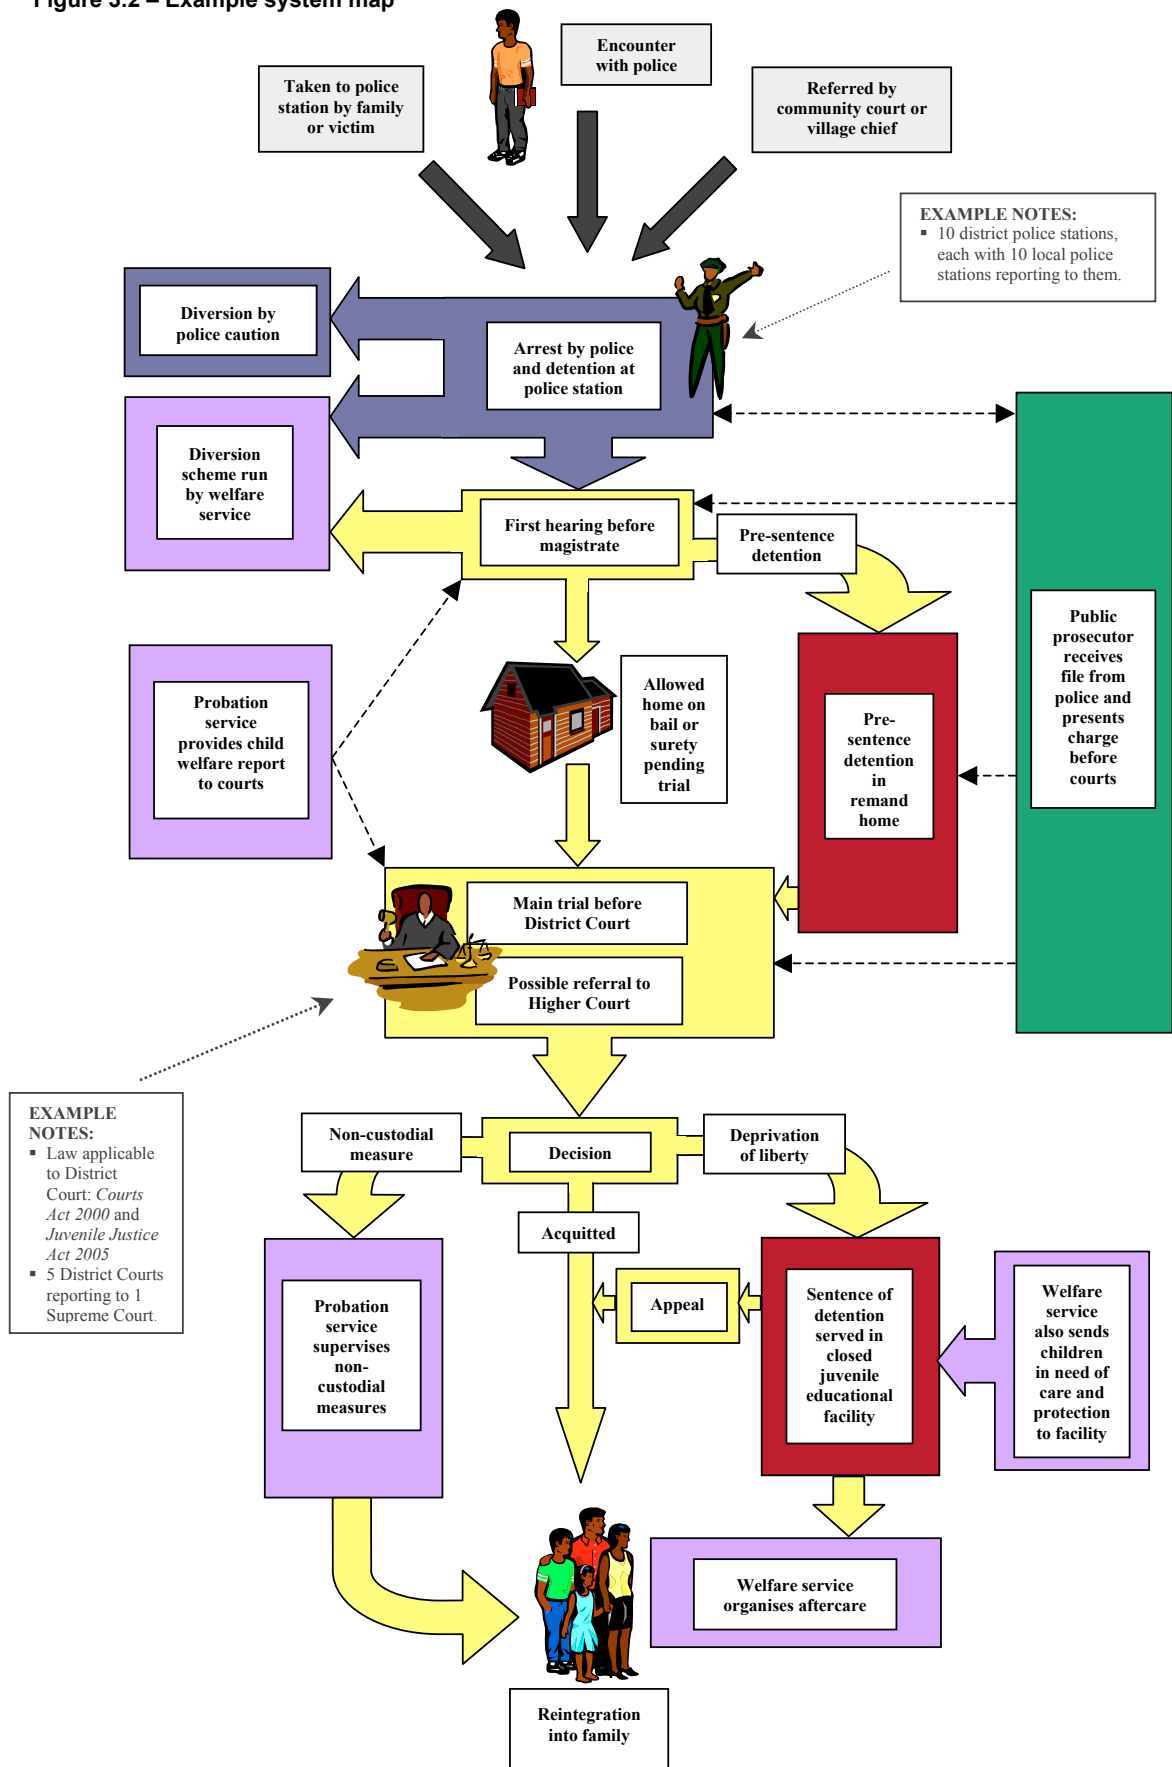 Figure 3.2 – Example system map
Encounter
with police
Taken to police
station by family
or victim
Referred by
community court or
village chief
EXAMPLE NOTES:
▪ 10 district police stations,
each with 10 local police
stations reporting to them.
Diversion by
police caution
Arrest by police
and detention at
police station
Diversion
scheme run
by welfare
service
First hearing before
magistrate
Pre-sentence
detention
Public
prosecutor
receives
file from
police and
presents
charge
before
courts
Probation
service
provides child
welfare report
to courts
Allowed
home on
bail or
surety
pending
trial
Pre-
sentence
detention
in
remand
home
Main trial before
District Court
Possible referral to
Higher Court
EXAMPLE
NOTES:
▪ Law applicable
to District
Court: Courts
Act 2000 and
Juvenile Justice
Act 2005
▪ 5 District Courts
reporting to 1
Supreme Court.
Non-custodial
measure
Decision
Deprivation
of liberty
Acquitted
Probation
service
supervises
non-
custodial
measures
Appeal
Sentence of
detention
served in
closed
juvenile
educational
facility
Welfare
service
also sends
children
in need of
care and
protection
to facility
Welfare service
organises aftercare
Reintegration
into family